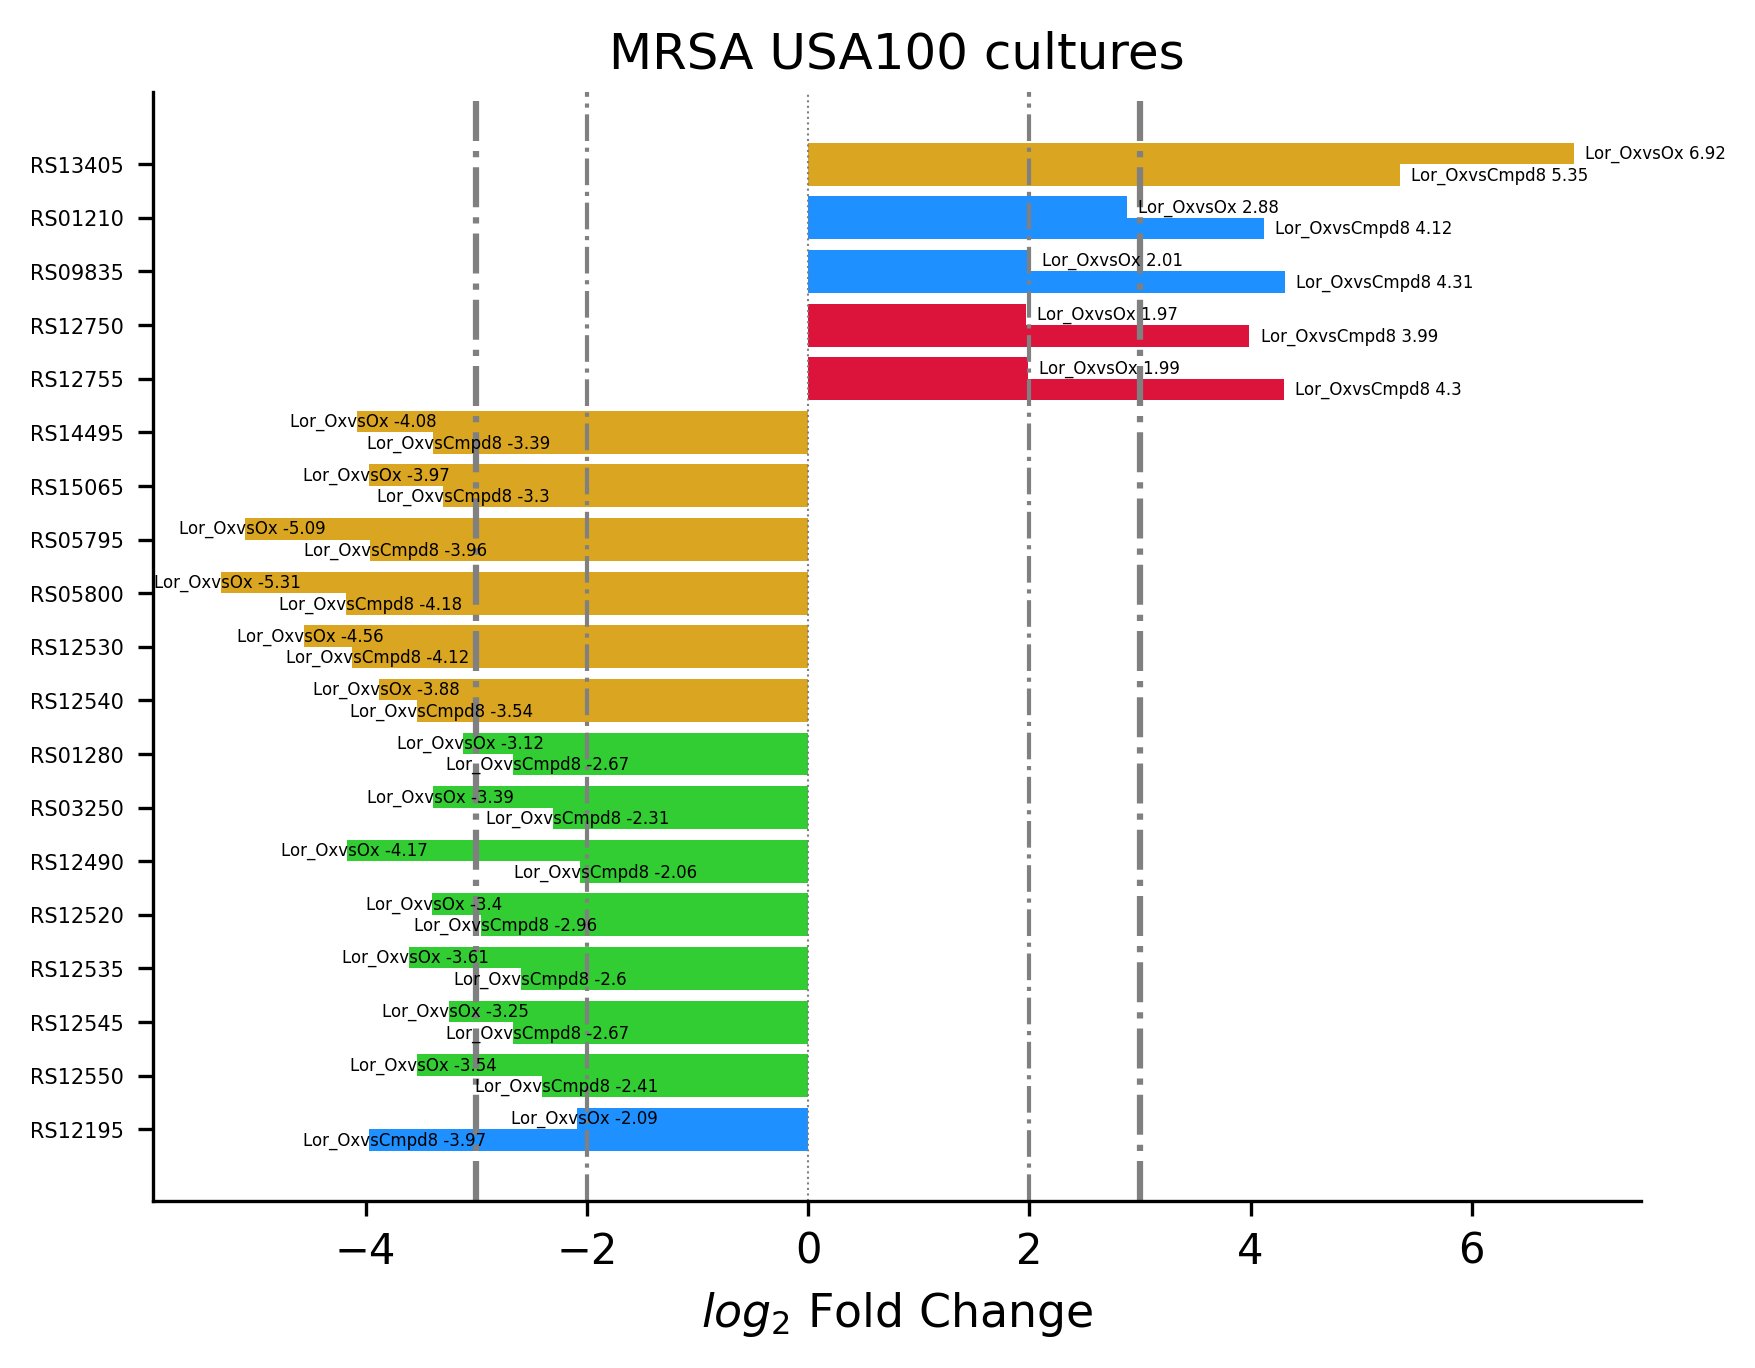 MRSA USA100 cultures
RS13405
Lor_OxvsOx 6.92
Lor_OxvsCmpd8 5.35
RS01210
Lor_OxvsOx 2.88
Lor_OxvsCmpd8 4.12
RS09835
Lor_OxvsOx 2.01
Lor_OxvsCmpd8 4.31
RS12750
Lor_OxvsOx 1.97
Lor_OxvsCmpd8 3.99
RS12755
Lor_OxvsOx 1.99
Lor_OxvsCmpd8 4.3
RS14495
Lor_OxvsOx -4.08
Lor_OxvsCmpd8 -3.39
RS15065
Lor_OxvsOx -3.97
Lor_OxvsCmpd8 -3.3
RS05795
Lor_OxvsOx -5.09
Lor_OxvsCmpd8 -3.96
RS05800
Lor_OxvsOx -5.31
Lor_OxvsCmpd8 -4.18
RS12530
Lor_OxvsOx -4.56
Lor_OxvsCmpd8 -4.12
RS12540
Lor_OxvsOx -3.88
Lor_OxvsCmpd8 -3.54
RS01280
Lor_OxvsOx -3.12
Lor_OxvsCmpd8 -2.67
RS03250
Lor_OxvsOx -3.39
Lor_OxvsCmpd8 -2.31
RS12490
Lor_OxvsOx -4.17
Lor_OxvsCmpd8 -2.06
RS12520
Lor_OxvsOx -3.4
Lor_OxvsCmpd8 -2.96
RS12535
Lor_OxvsOx -3.61
Lor_OxvsCmpd8 -2.6
RS12545
Lor_OxvsOx -3.25
Lor_OxvsCmpd8 -2.67
RS12550
Lor_OxvsOx -3.54
Lor_OxvsCmpd8 -2.41
RS12195
Lor_OxvsOx -2.09
Lor_OxvsCmpd8 -3.97
−4 −2 0 2 4 6
log₂ Fold Change